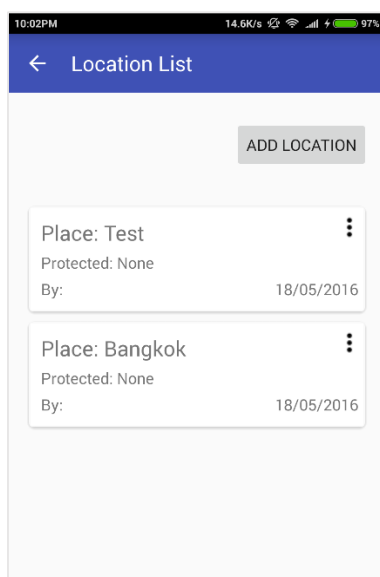 10:02PM 14.6K/s 97%
Location List
ADD LOCATION
Place: Test
Protected: None
By: 18/05/2016
Place: Bangkok
Protected: None
By: 18/05/2016